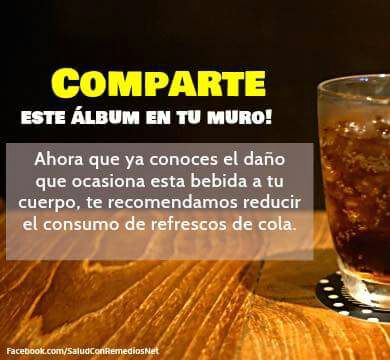 COMPARTE
ESTE ÁLBUM EN TU MURO!
Ahora que ya conoces el daño
que ocasiona esta bebida a tu
cuerpo, te recomendamos reducir
el consumo de refrescos de cola.
Facebook.com/SaludConRemediosNet